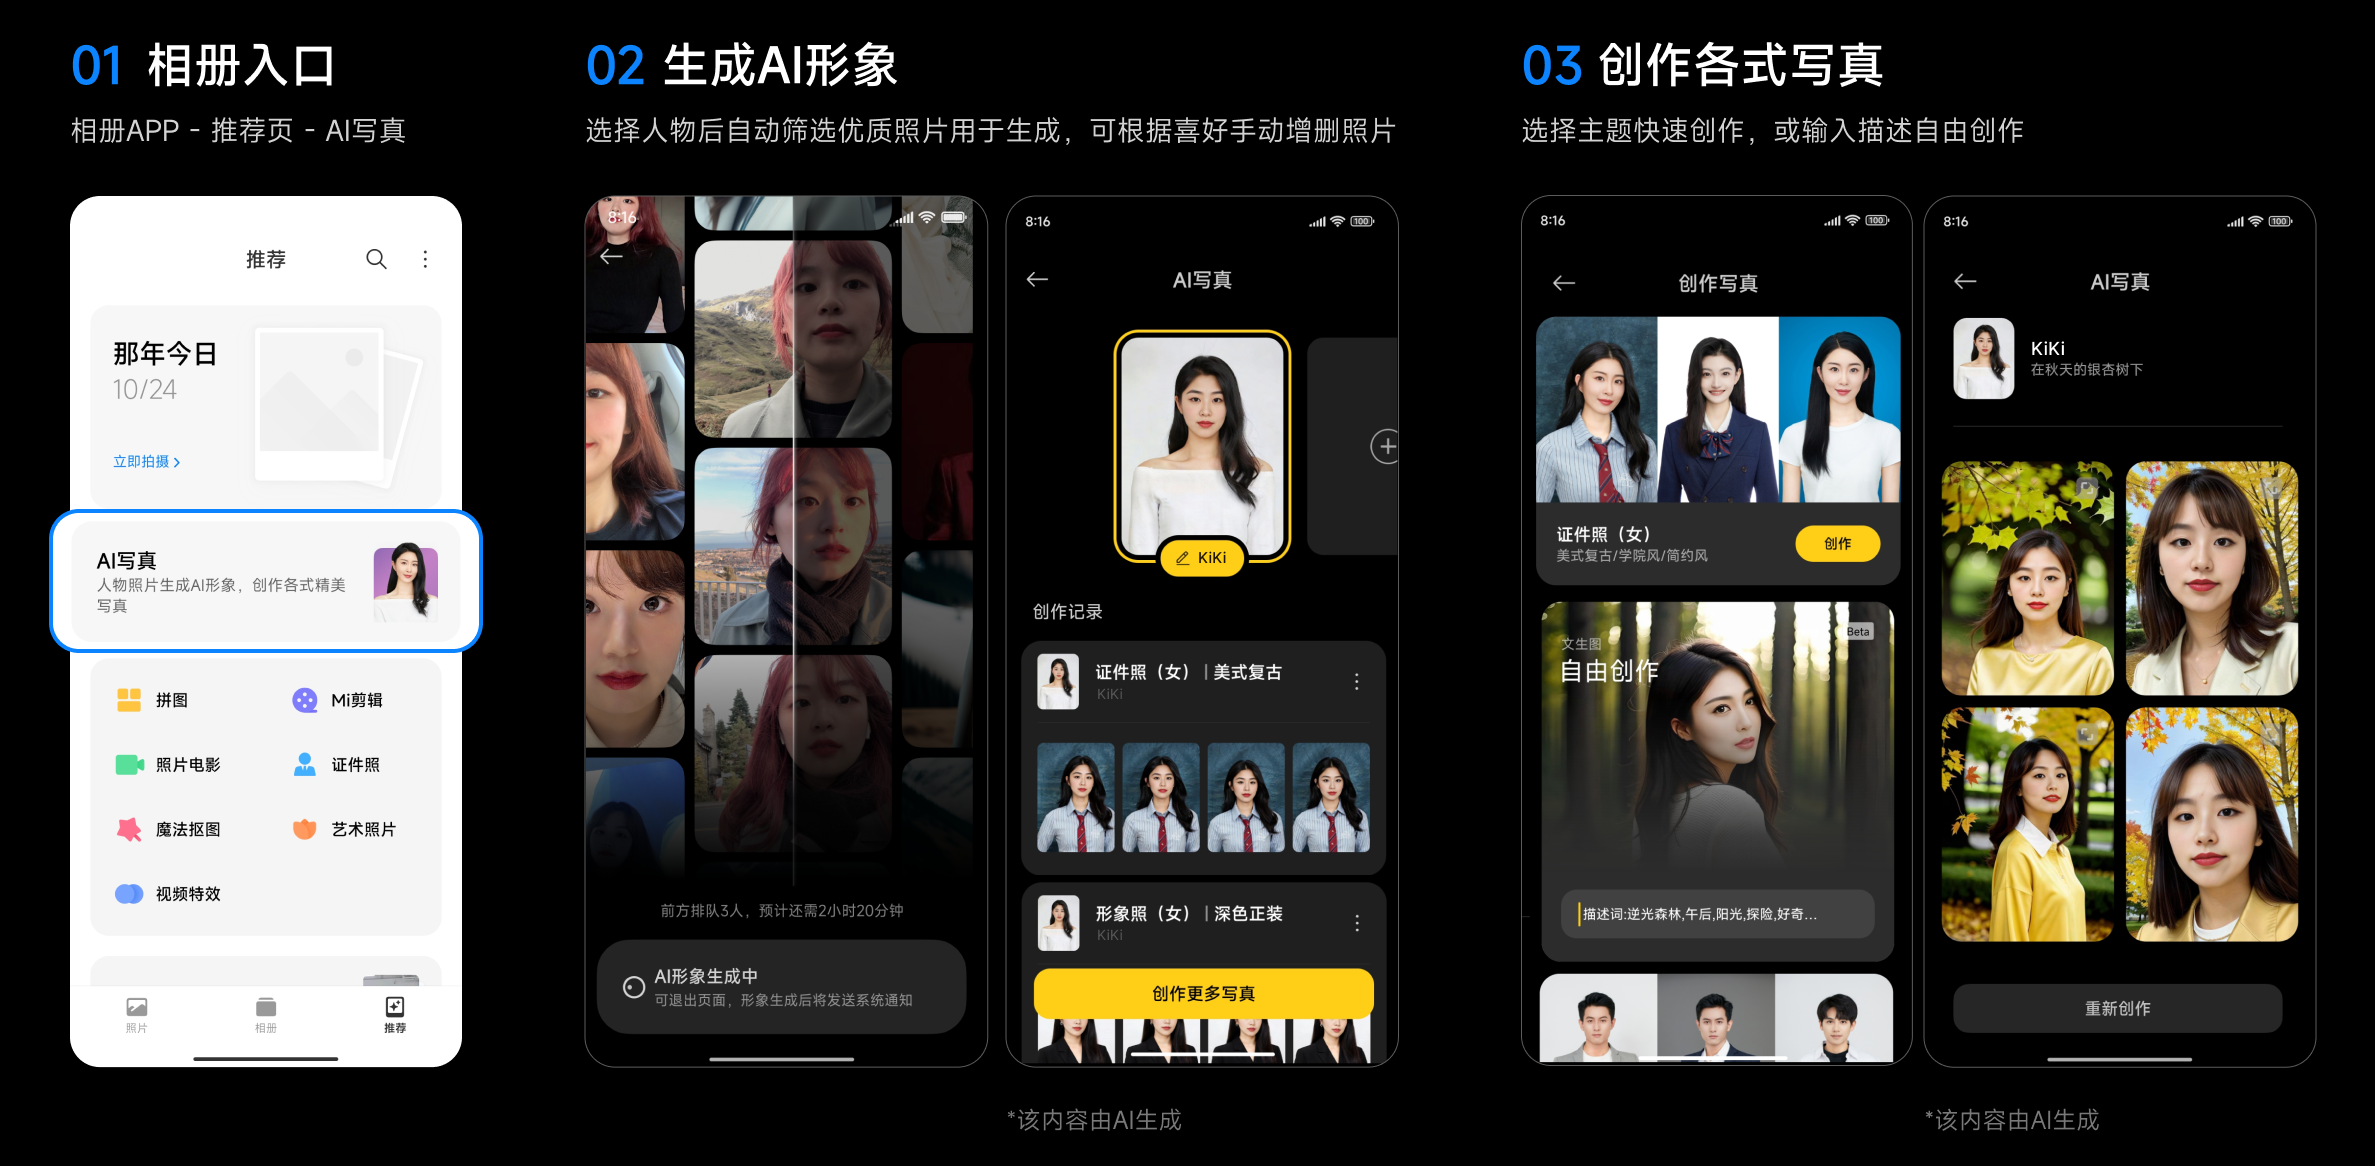 01 相册入口
相册APP - 推荐页 - AI写真
推荐
那年今日
10/24
立即拍摄
AI写真
人物照片生成AI形象，创作各式精美
写真
拼图
Mi剪辑
照片电影
证件照
魔法抠图
艺术照片
视频特效
照片
相册
推荐
02 生成AI形象
选择人物后自动筛选优质照片用于生成，可根据喜好手动增删照片
8:16
前方排队3人，预计还需2小时20分钟
AI形象生成中
可退出页面，形象生成后将发送系统通知
8:16
100
AI写真
KiKi
创作记录
证件照（女）| 美式复古
KiKi
形象照（女）| 深色正装
KiKi
创作更多写真
*该内容由AI生成
03 创作各式写真
选择主题快速创作，或输入描述自由创作
8:16
100
创作写真
证件照（女）
美式复古/学院风/简约风
创作
Beta
文生图
自由创作
描述词:逆光森林,午后,阳光,探险,好奇...
8:16
100
AI写真
KiKi
在秋天的银杏树下
重新创作
*该内容由AI生成